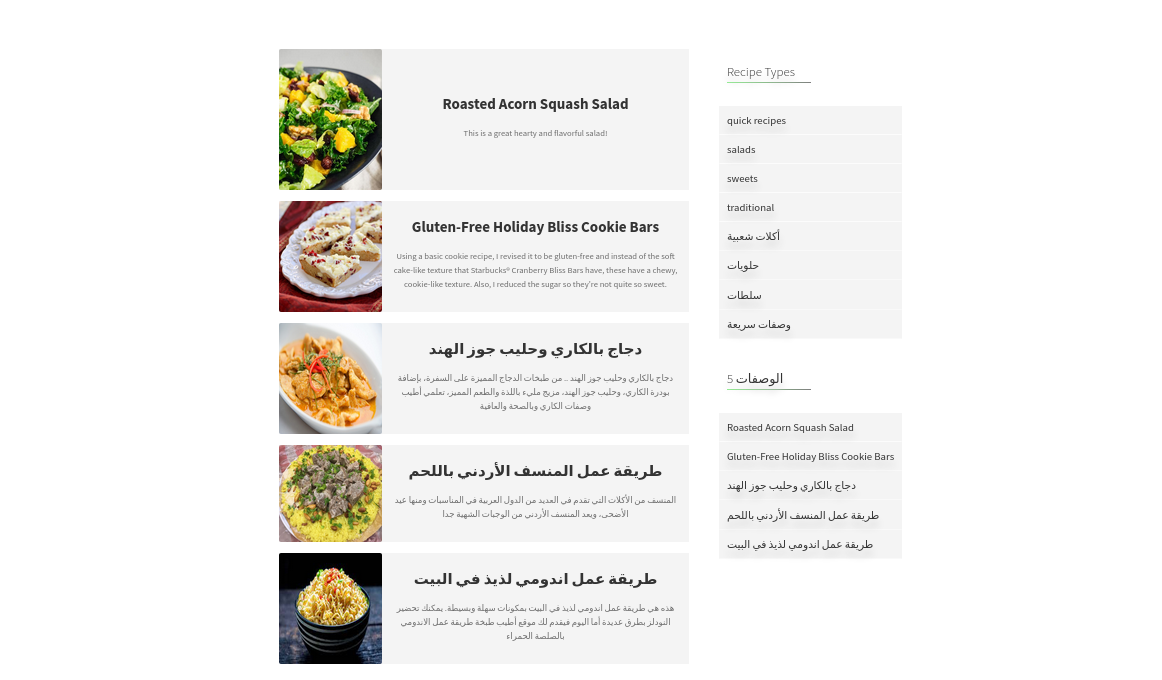 Roasted Acorn Squash Salad
This is a great hearty and flavorful salad!
Gluten-Free Holiday Bliss Cookie Bars
Using a basic cookie recipe, I revised it to be gluten-free and instead of the soft
cake-like texture that Starbucks® Cranberry Bliss Bars have, these have a chewy,
cookie-like texture. Also, I reduced the sugar so they're not quite so sweet.
دجاج بالكاري وحليب جوز الهند
دجاج بالكاري وحليب جوز الهند .. من طبخات الدجاج المميزة على السفرة، بإضافة
بودرة الكاري، وحليب جوز الهند، مزيج مليء باللذة والطعم المميز، تعلمي أطيب
وصفات الكاري وبالصحة والعافية
طريقة عمل المنسف الأردني باللحم
المنسف من الأكلات التي تقدم في العديد من الدول العربية في المناسبات ومنها عيد
الأضحى، ويعد المنسف الأردني من الوجبات الشهية جدا
طريقة عمل اندومي لذيذ في البيت
هذه هي طريقة عمل اندومي لذيذ في البيت بمكونات سهلة وبسيطة. يمكنك تحضير
النودلز بطرق عديدة أما اليوم فيقدم لك موقع أطيب طبخة طريقة عمل الاندومي
بالصلصة الحمراء
Recipe Types
quick recipes
salads
sweets
traditional
أكلات شعبية
حلويات
سلطات
وصفات سريعة
5 الوصفات
Roasted Acorn Squash Salad
Gluten-Free Holiday Bliss Cookie Bars
دجاج بالكاري وحليب جوز الهند
طريقة عمل المنسف الأردني باللحم
طريقة عمل اندومي لذيذ في البيت